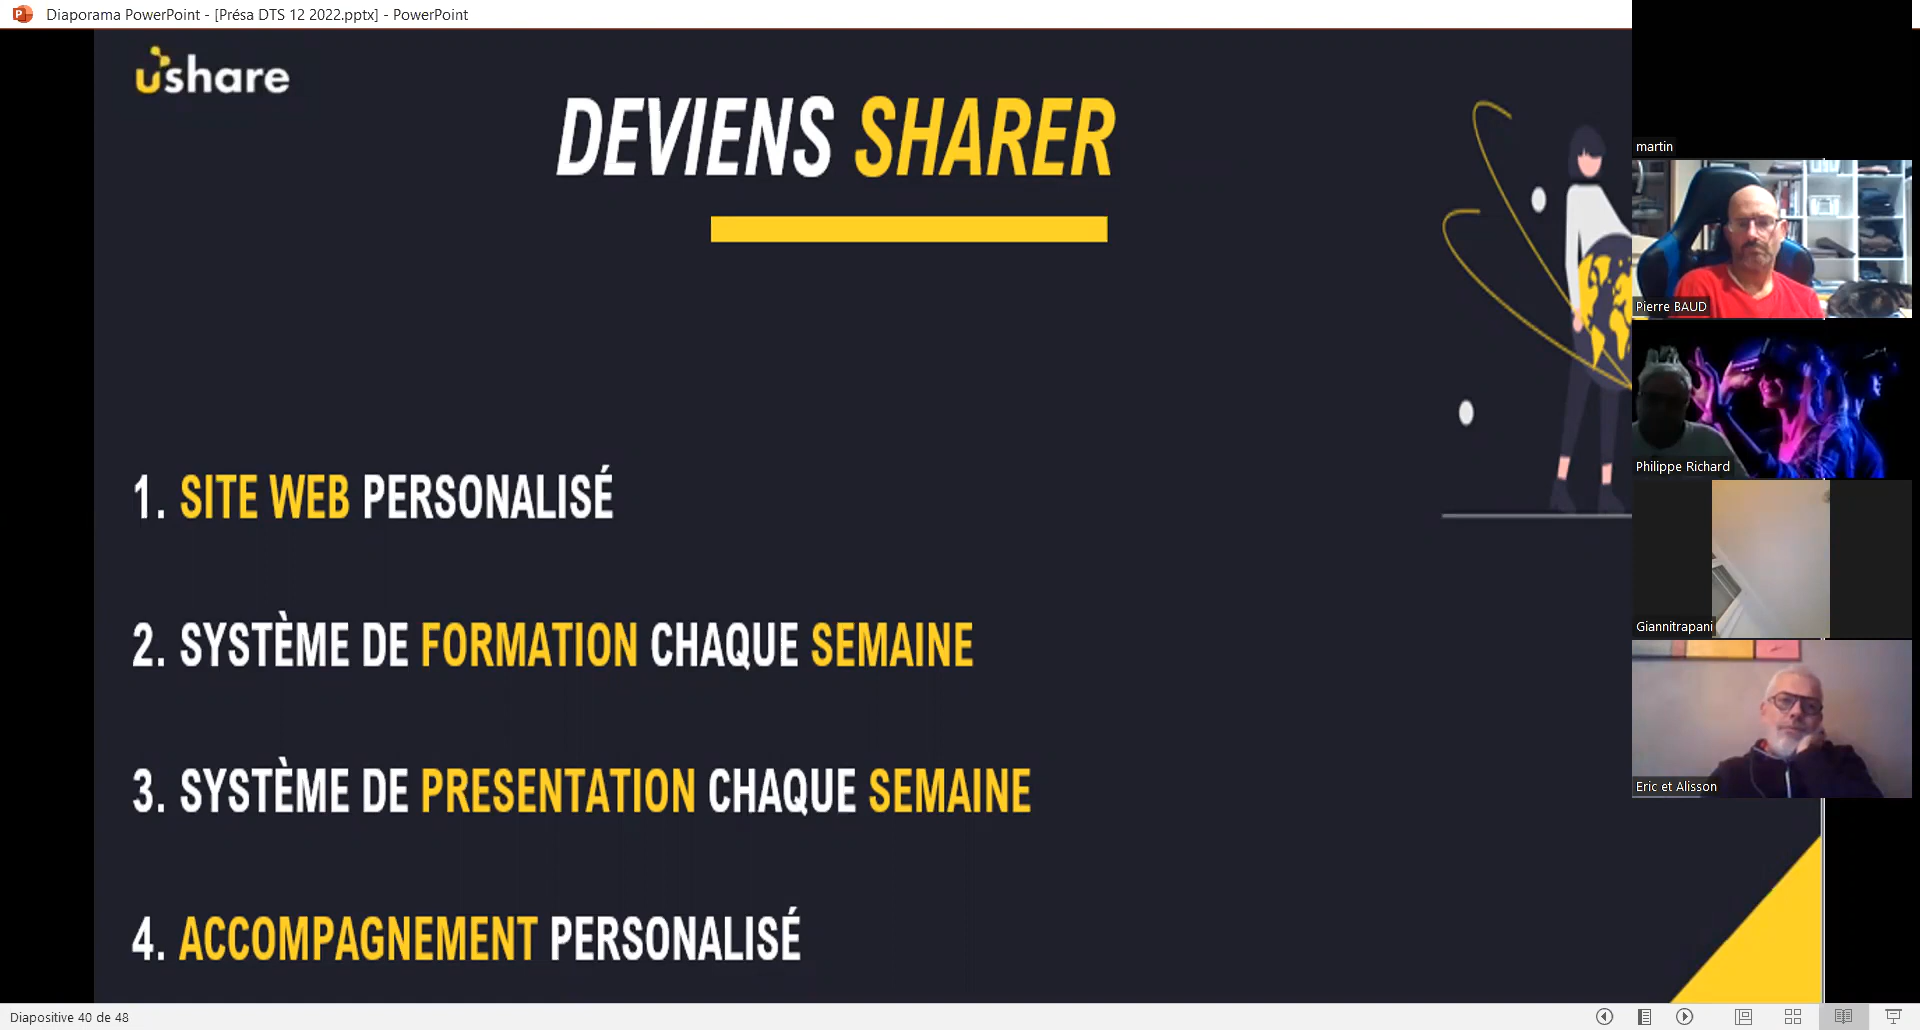 Diaporama PowerPoint - [Présa DTS 12 2022.pptx] - PowerPoint
ushare
DEVIENS SHARER
1. SITE WEB PERSONALISÉ
2. SYSTÈME DE FORMATION CHAQUE SEMAINE
3. SYSTÈME DE PRESENTATION CHAQUE SEMAINE
4. ACCOMPAGNEMENT PERSONALISÉ
martin
Pierre BAUD
Philippe Richard
Giannitrapani
Eric et Alisson
Diapositive 40 de 48